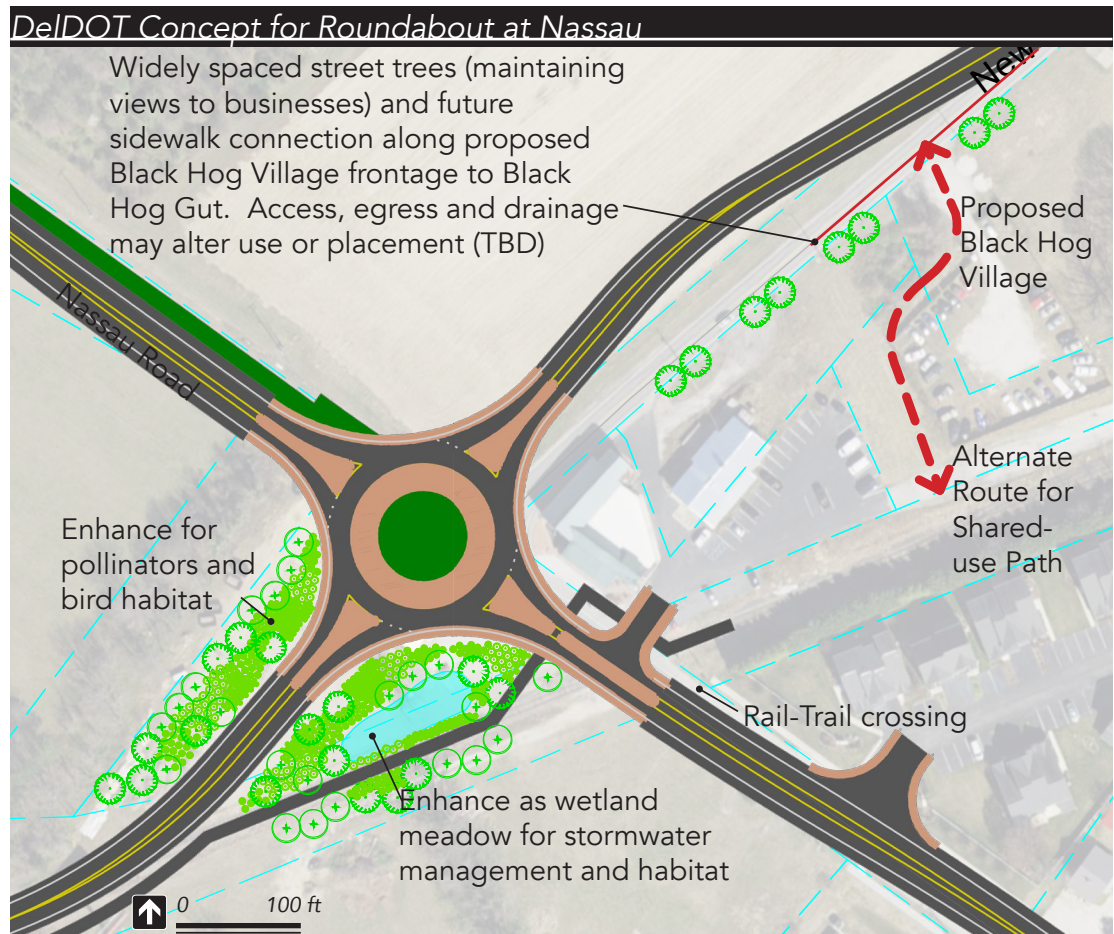 DelDOT Concept for Roundabout at Nassau
Widely spaced street trees (maintaining
views to businesses) and future
sidewalk connection along proposed
Black Hog Village frontage to Black
Hog Gut.  Access, egress and drainage
may alter use or placement (TBD)
New
Proposed
Black Hog
Village
Nassau Road
Alternate
Route for
Shared-
use Path
Enhance for
pollinators and
bird habitat
Rail-Trail crossing
Enhance as wetland
meadow for stormwater
management and habitat
0 100 ft